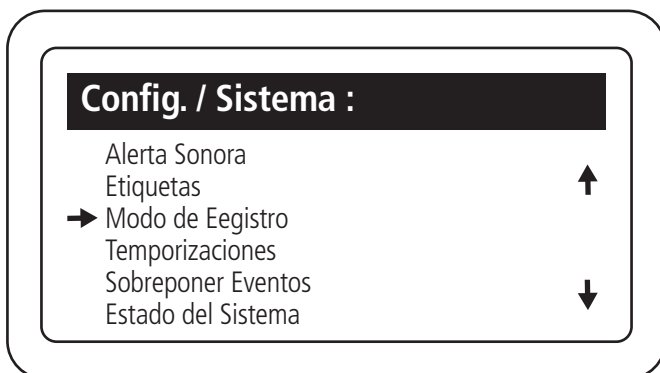 Config. / Sistema :
Alerta Sonora
Etiquetas
Modo de Eegistro
Temporizaciones
Sobreponer Eventos
Estado del Sistema